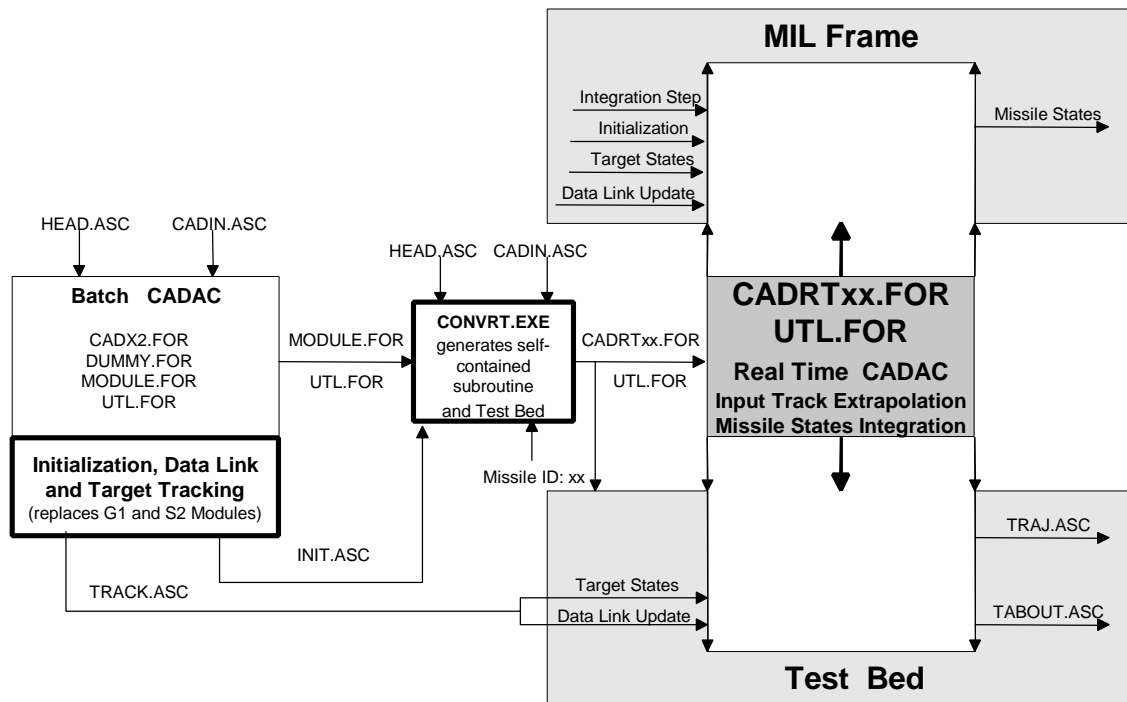 MIL Frame
Integration Step
Initialization
Target States
Data Link Update
Missile States
HEAD.ASC
CADIN.ASC
Batch CADAC
CADX2.FOR
DUMMY.FOR
MODULE.FOR
UTL.FOR
Initialization, Data Link
and Target Tracking
(replaces G1 and S2 Modules)
MODULE.FOR
UTL.FOR
HEAD.ASC
CADIN.ASC
CONVRT.EXE
generates self-
contained
subroutine
and Test Bed
Missile ID: xx
CADRTxx.FOR
UTL.FOR
CADRTxx.FOR
UTL.FOR
Real Time CADAC
Input Track Extrapolation
Missile States Integration
INIT.ASC
TRACK.ASC
Target States
Data Link Update
TRAJ.ASC
TABOUT.ASC
Test Bed